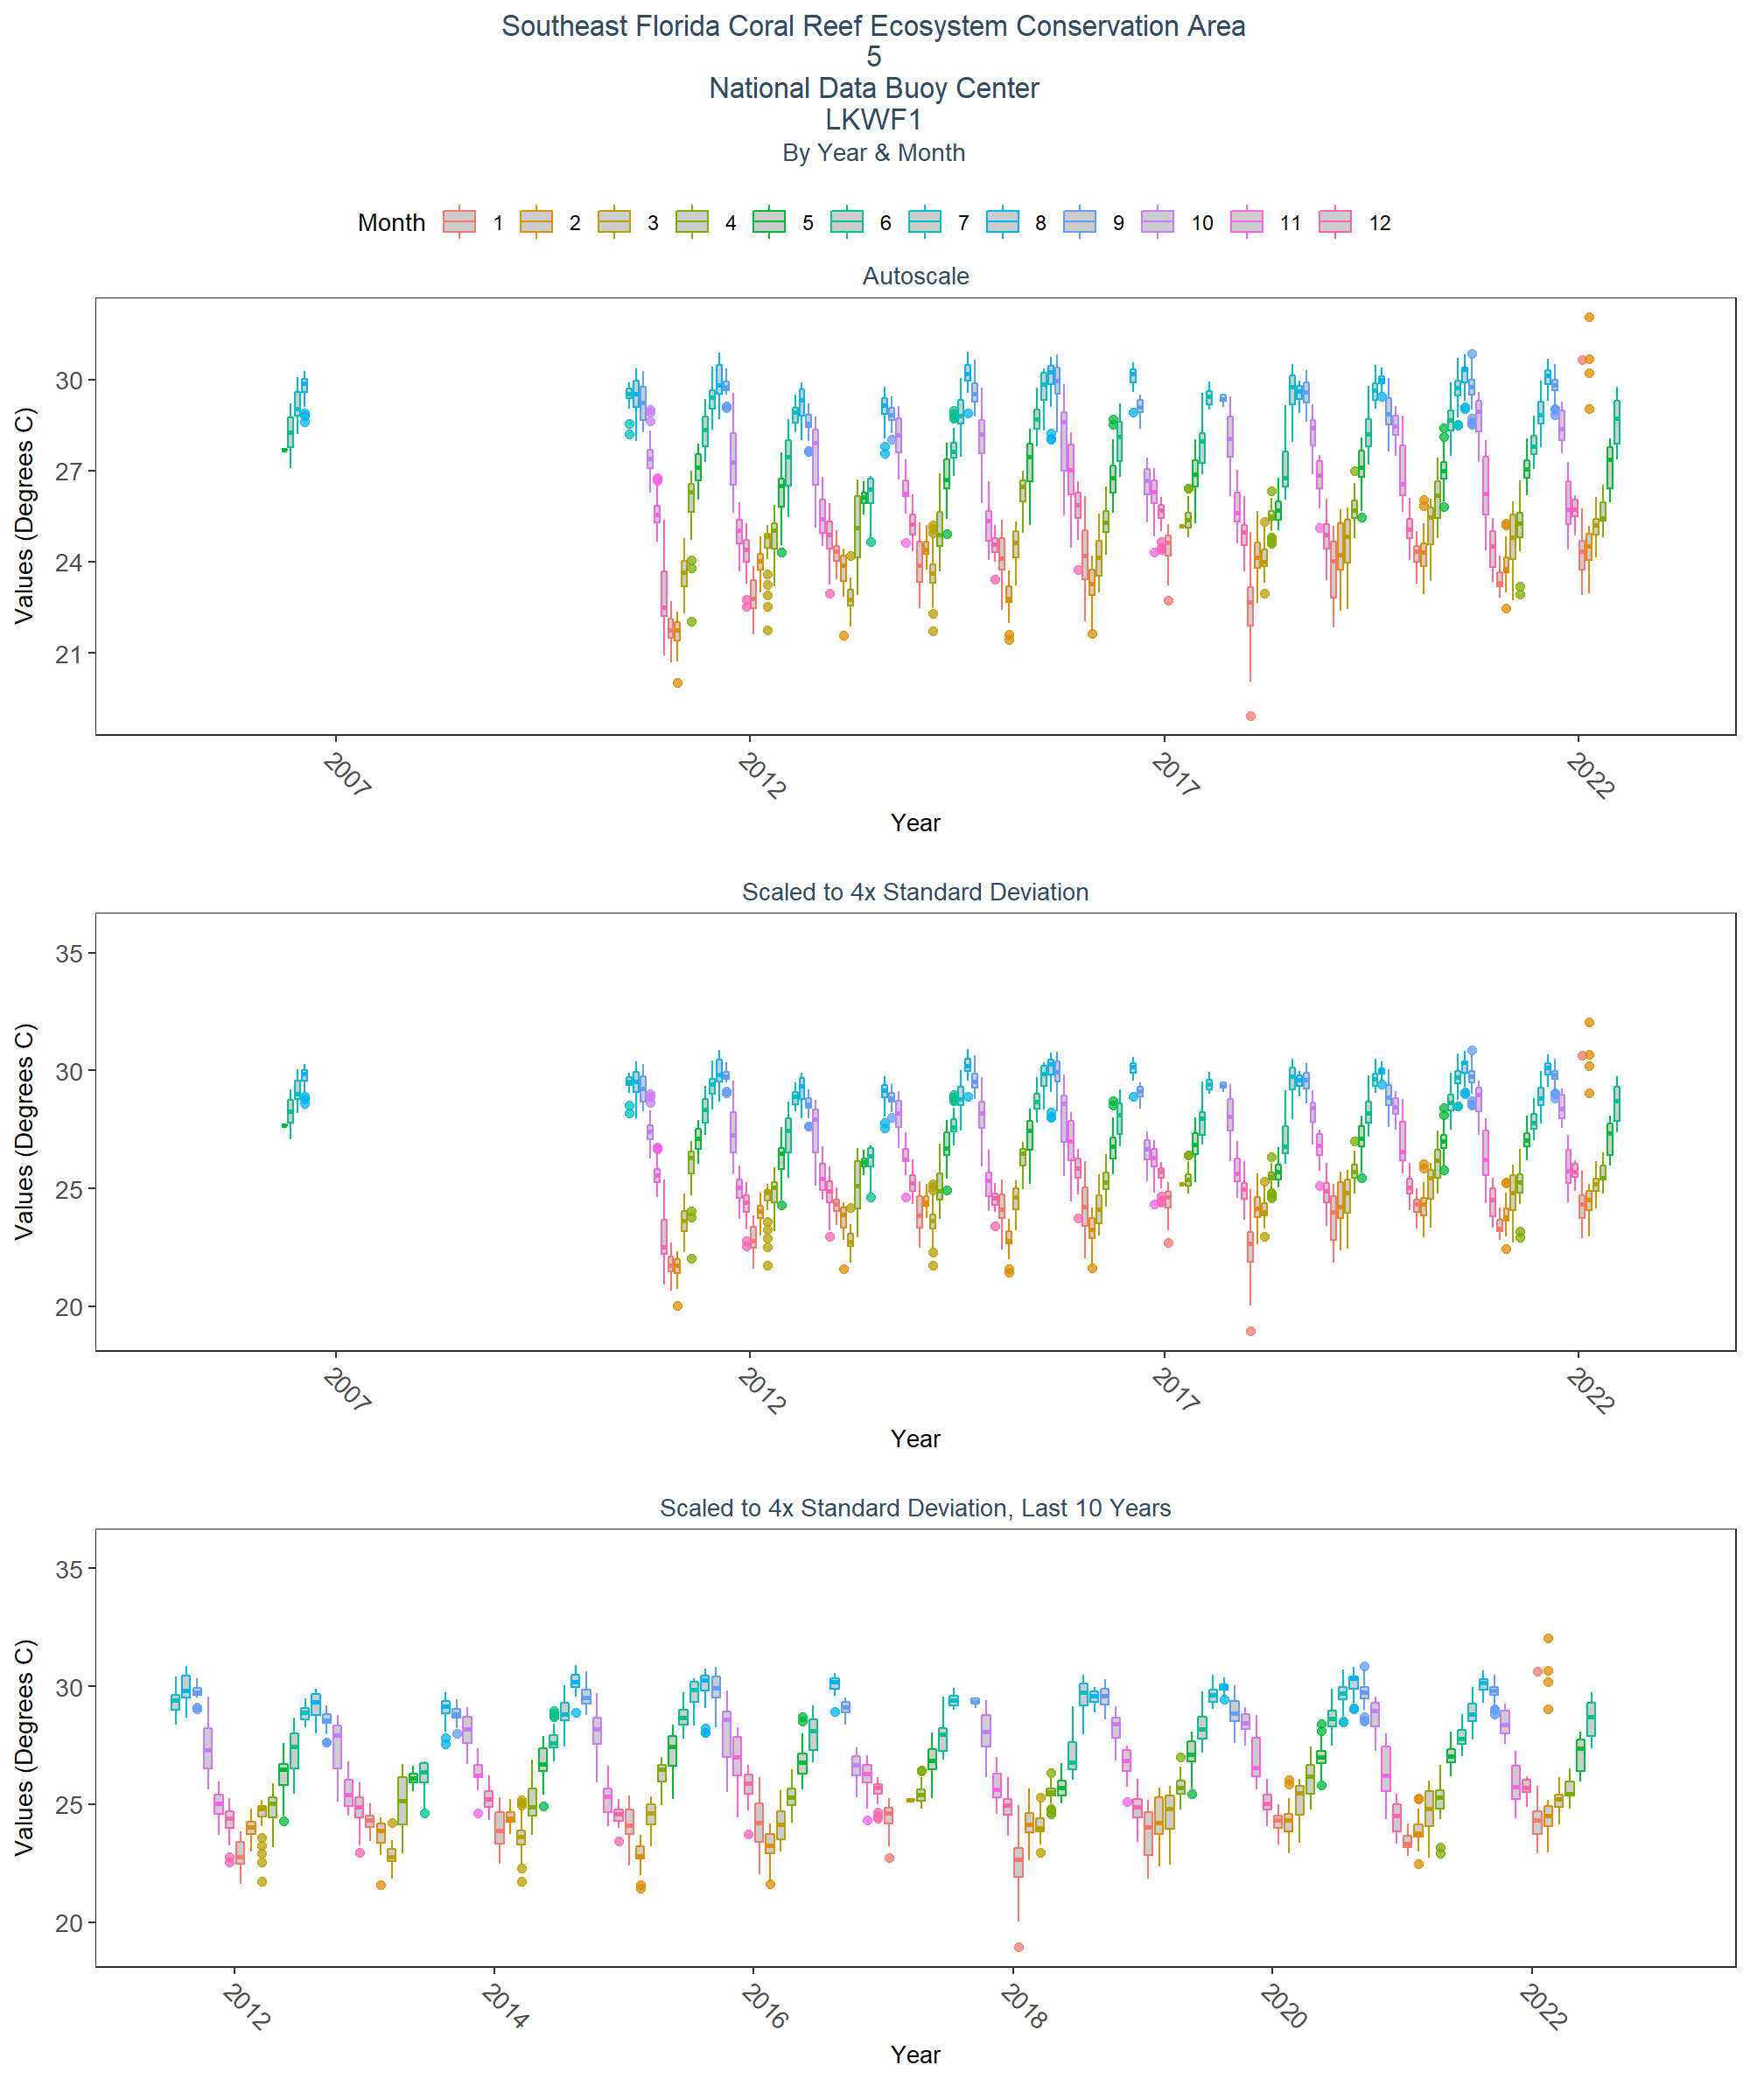 Southeast Florida Coral Reef Ecosystem Conservation Area
5
National Data Buoy Center
LKWF1
By Year & Month
Month 1 2 3 4 5 6 7 8 9 10 11 12
Autoscale
Values (Degrees C)
30
27
24
21
2007 2012 2017 2022
Year
Scaled to 4x Standard Deviation
Values (Degrees C)
35
30
25
20
2007 2012 2017 2022
Year
Scaled to 4x Standard Deviation, Last 10 Years
Values (Degrees C)
35
30
25
20
2012 2014 2016 2018 2020 2022
Year